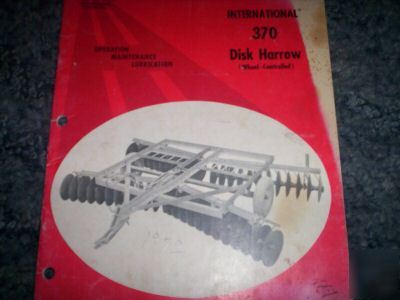 INTERNATIONAL
370
Disk Harrow
(Wheel-Controlled)
OPERATION
MAINTENANCE
LUBRICATION